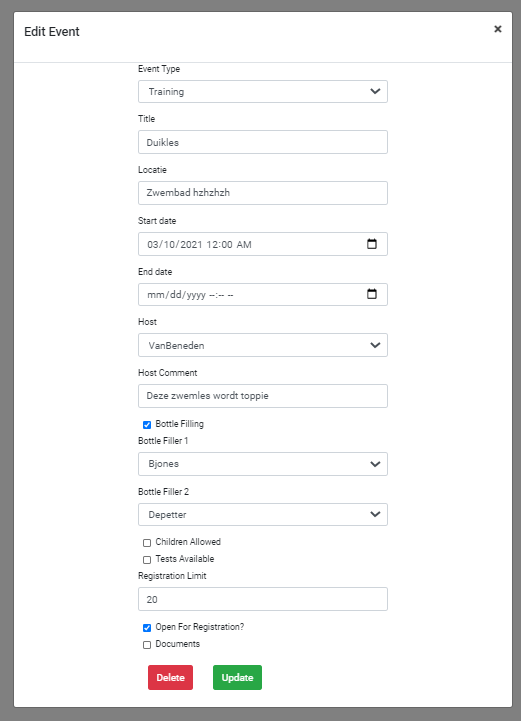 Edit Event
×
Event Type
Training
Title
Duikles
Locatie
Zwembad hzhzhzh
Start date
03/10/2021 12:00 AM
End date
mm/dd/yyyy --:-- --
Host
VanBeneden
Host Comment
Deze zwemles wordt toppie
Bottle Filling
Bottle Filler 1
Bjones
Bottle Filler 2
Depetter
Children Allowed
Tests Available
Registration Limit
20
Open For Registration?
Documents
Delete Update